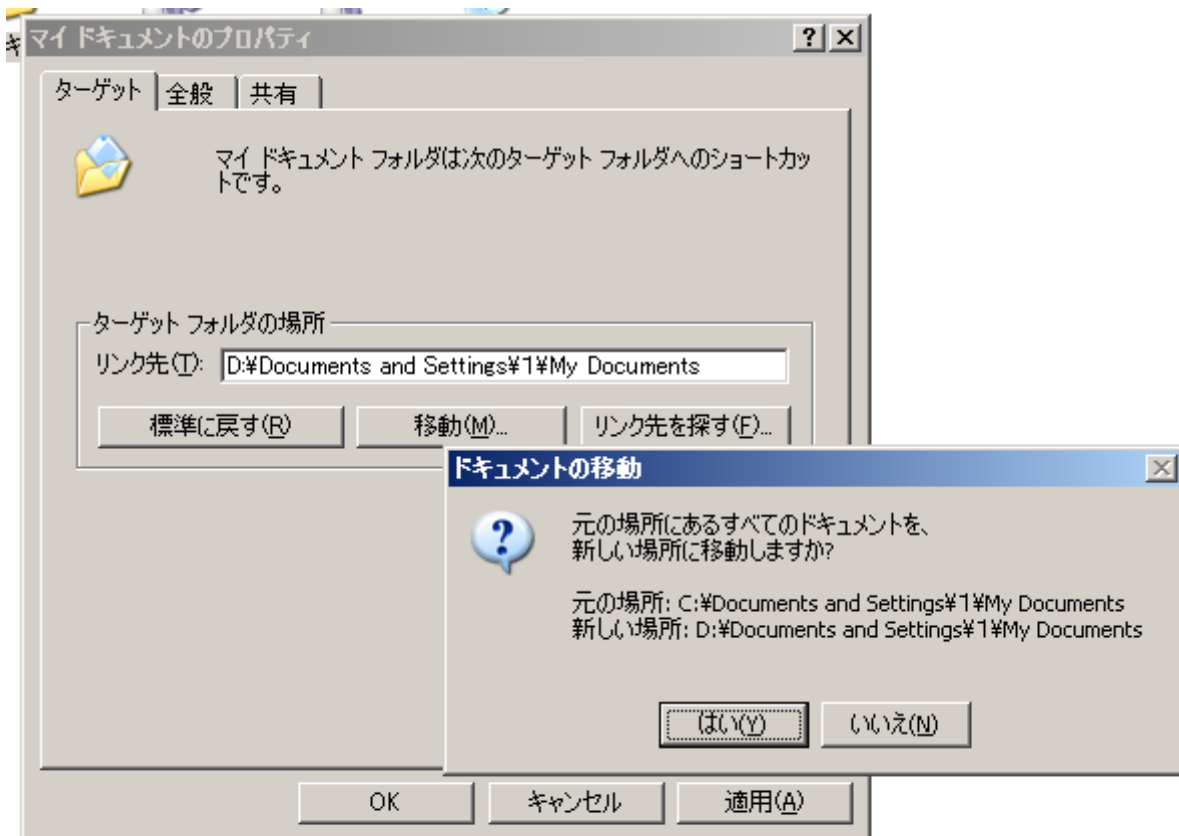 キ
マイ ドキュメントのプロパティ
ターゲット 全般 共有
マイ ドキュメント フォルダは次のターゲット フォルダへのショートカッ
トです。
ターゲット フォルダの場所
リンク先(T): D:¥Documents and Settings¥1¥My Documents
標準に戻す(R) 移動(M)... リンク先を探す(F)...
ドキュメントの移動
元の場所にあるすべてのドキュメントを、
新しい場所に移動しますか?
元の場所: C:¥Documents and Settings¥1¥My Documents
新しい場所: D:¥Documents and Settings¥1¥My Documents
はい(Y) いいえ(N)
OK キャンセル 適用(A)